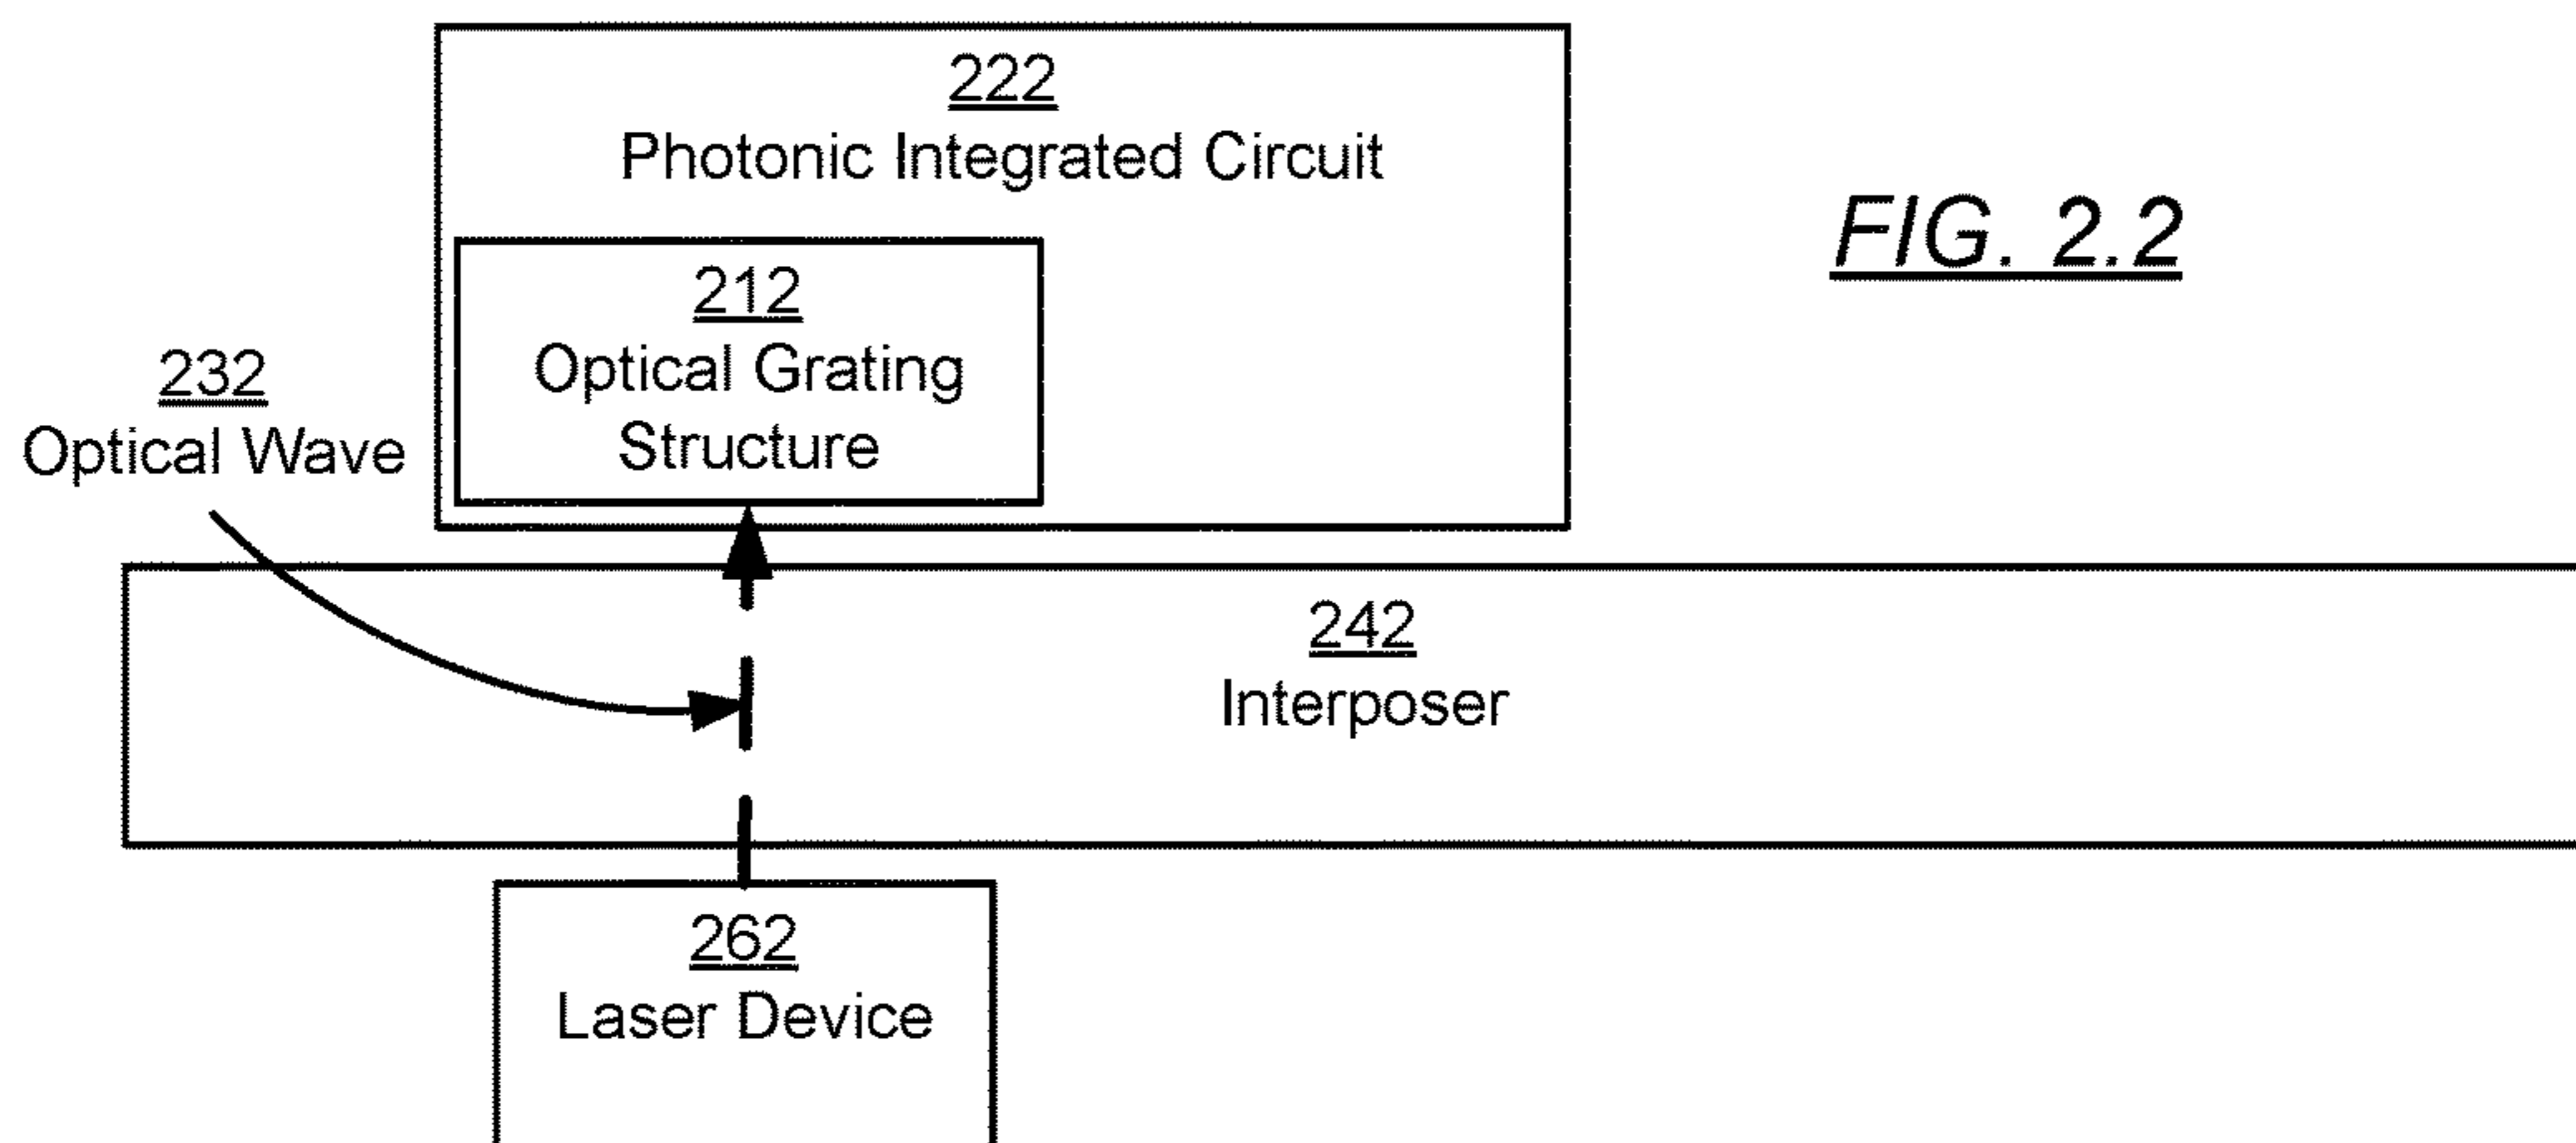 222
Photonic Integrated Circuit
FIG. 2.2
212
Optical Grating
Structure
232
Optical Wave
242
Interposer
262
Laser Device